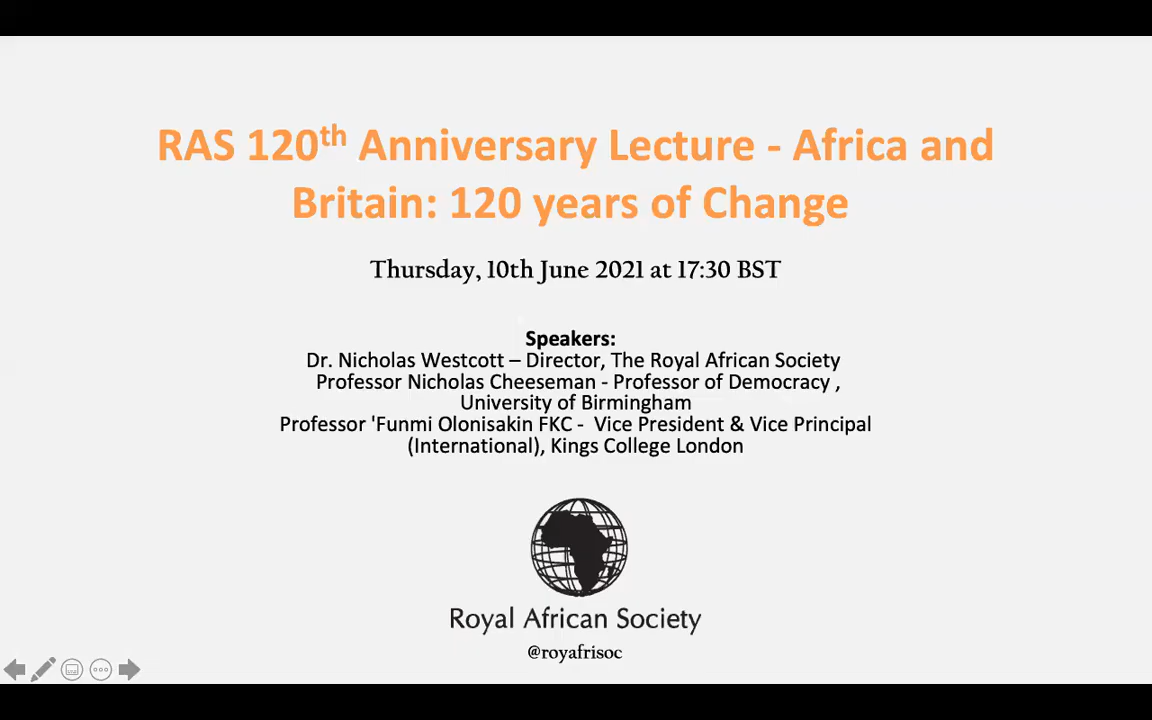 RAS 120th Anniversary Lecture - Africa and
Britain: 120 years of Change
Thursday, 10th June 2021 at 17:30 BST
Speakers:
Dr. Nicholas Westcott – Director, The Royal African Society
Professor Nicholas Cheeseman - Professor of Democracy ,
University of Birmingham
Professor 'Funmi Olonisakin FKC -  Vice President & Vice Principal
(International), Kings College London
Royal African Society
@royafrisoc